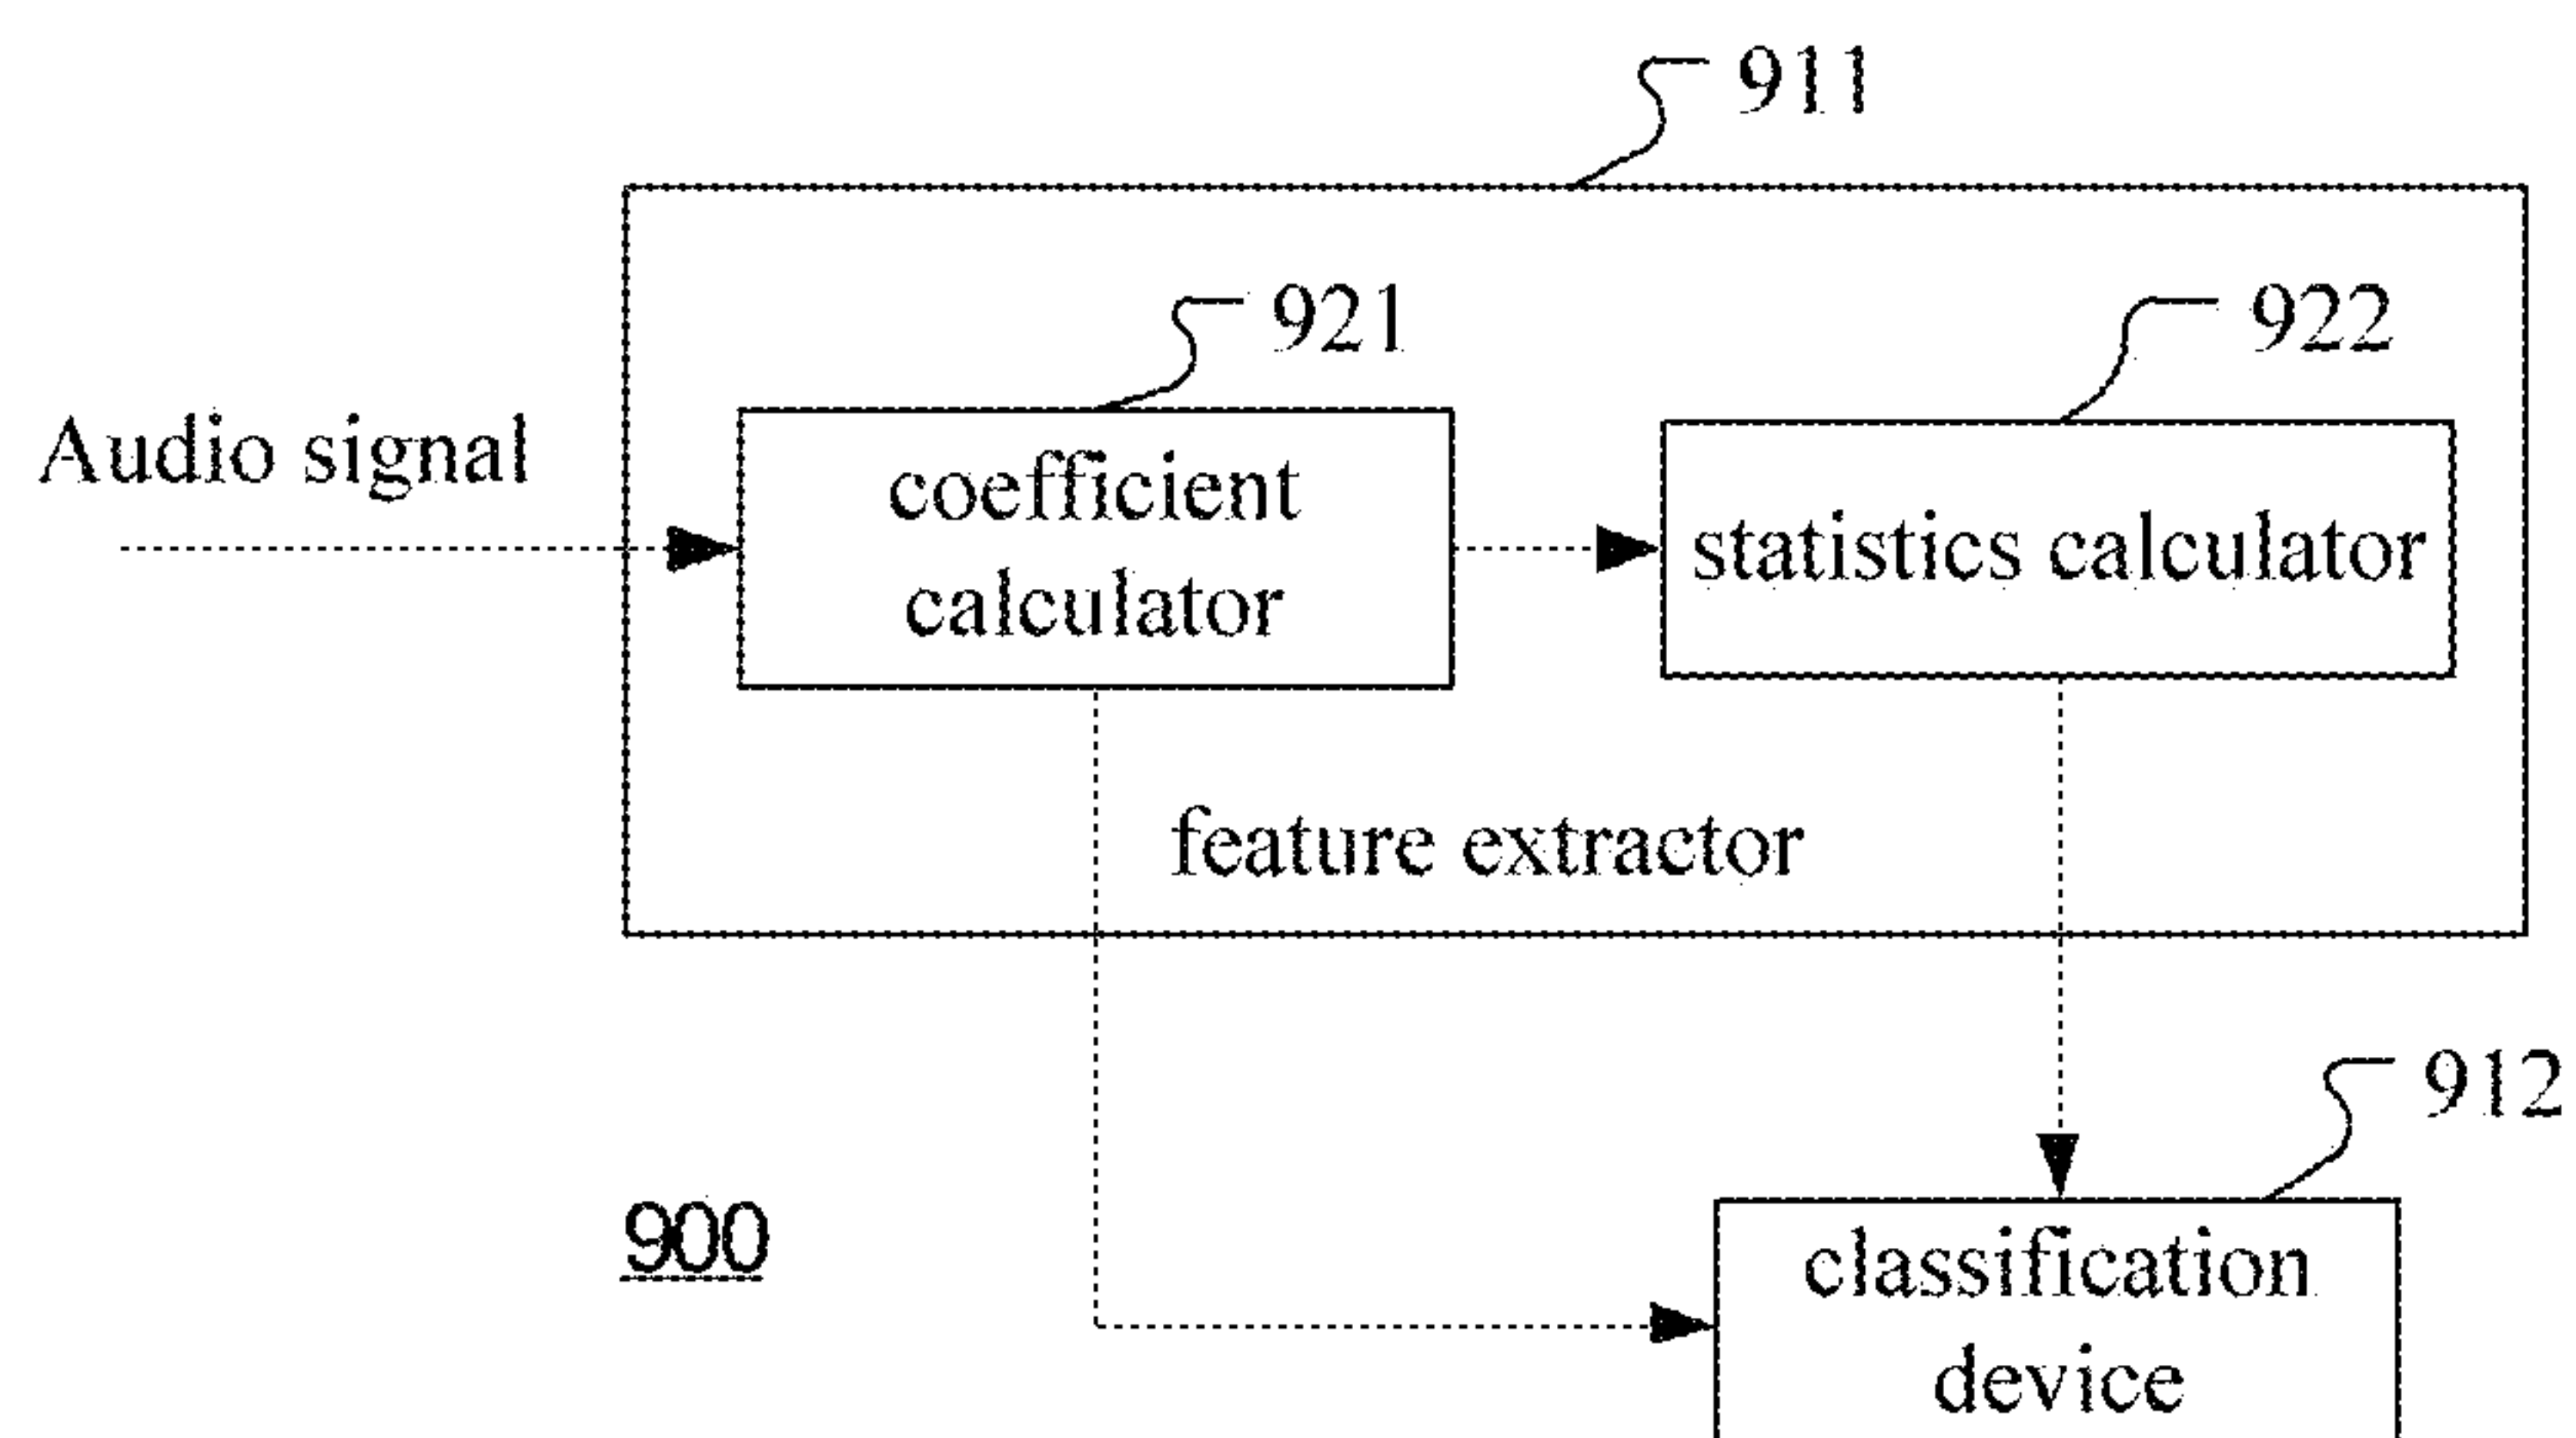 911
921
922
Audio signal
coefficient
calculator
statistics calculator
feature extractor
912
900
classification
device